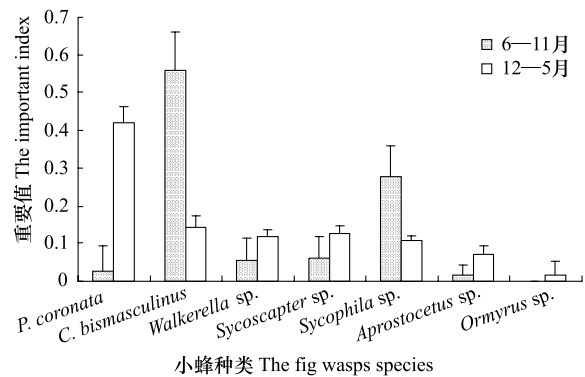 重要值 The important index
0.7
0.6
0.5
0.4
0.3
0.2
0.1
0
6—11月
12—5月
P. coronata
C. bismasculinus
Walkerella sp.
Sycoscapter sp.
Sycophila sp.
Aprostocetus sp.
Ormyrus sp.
小蜂种类 The fig wasps species